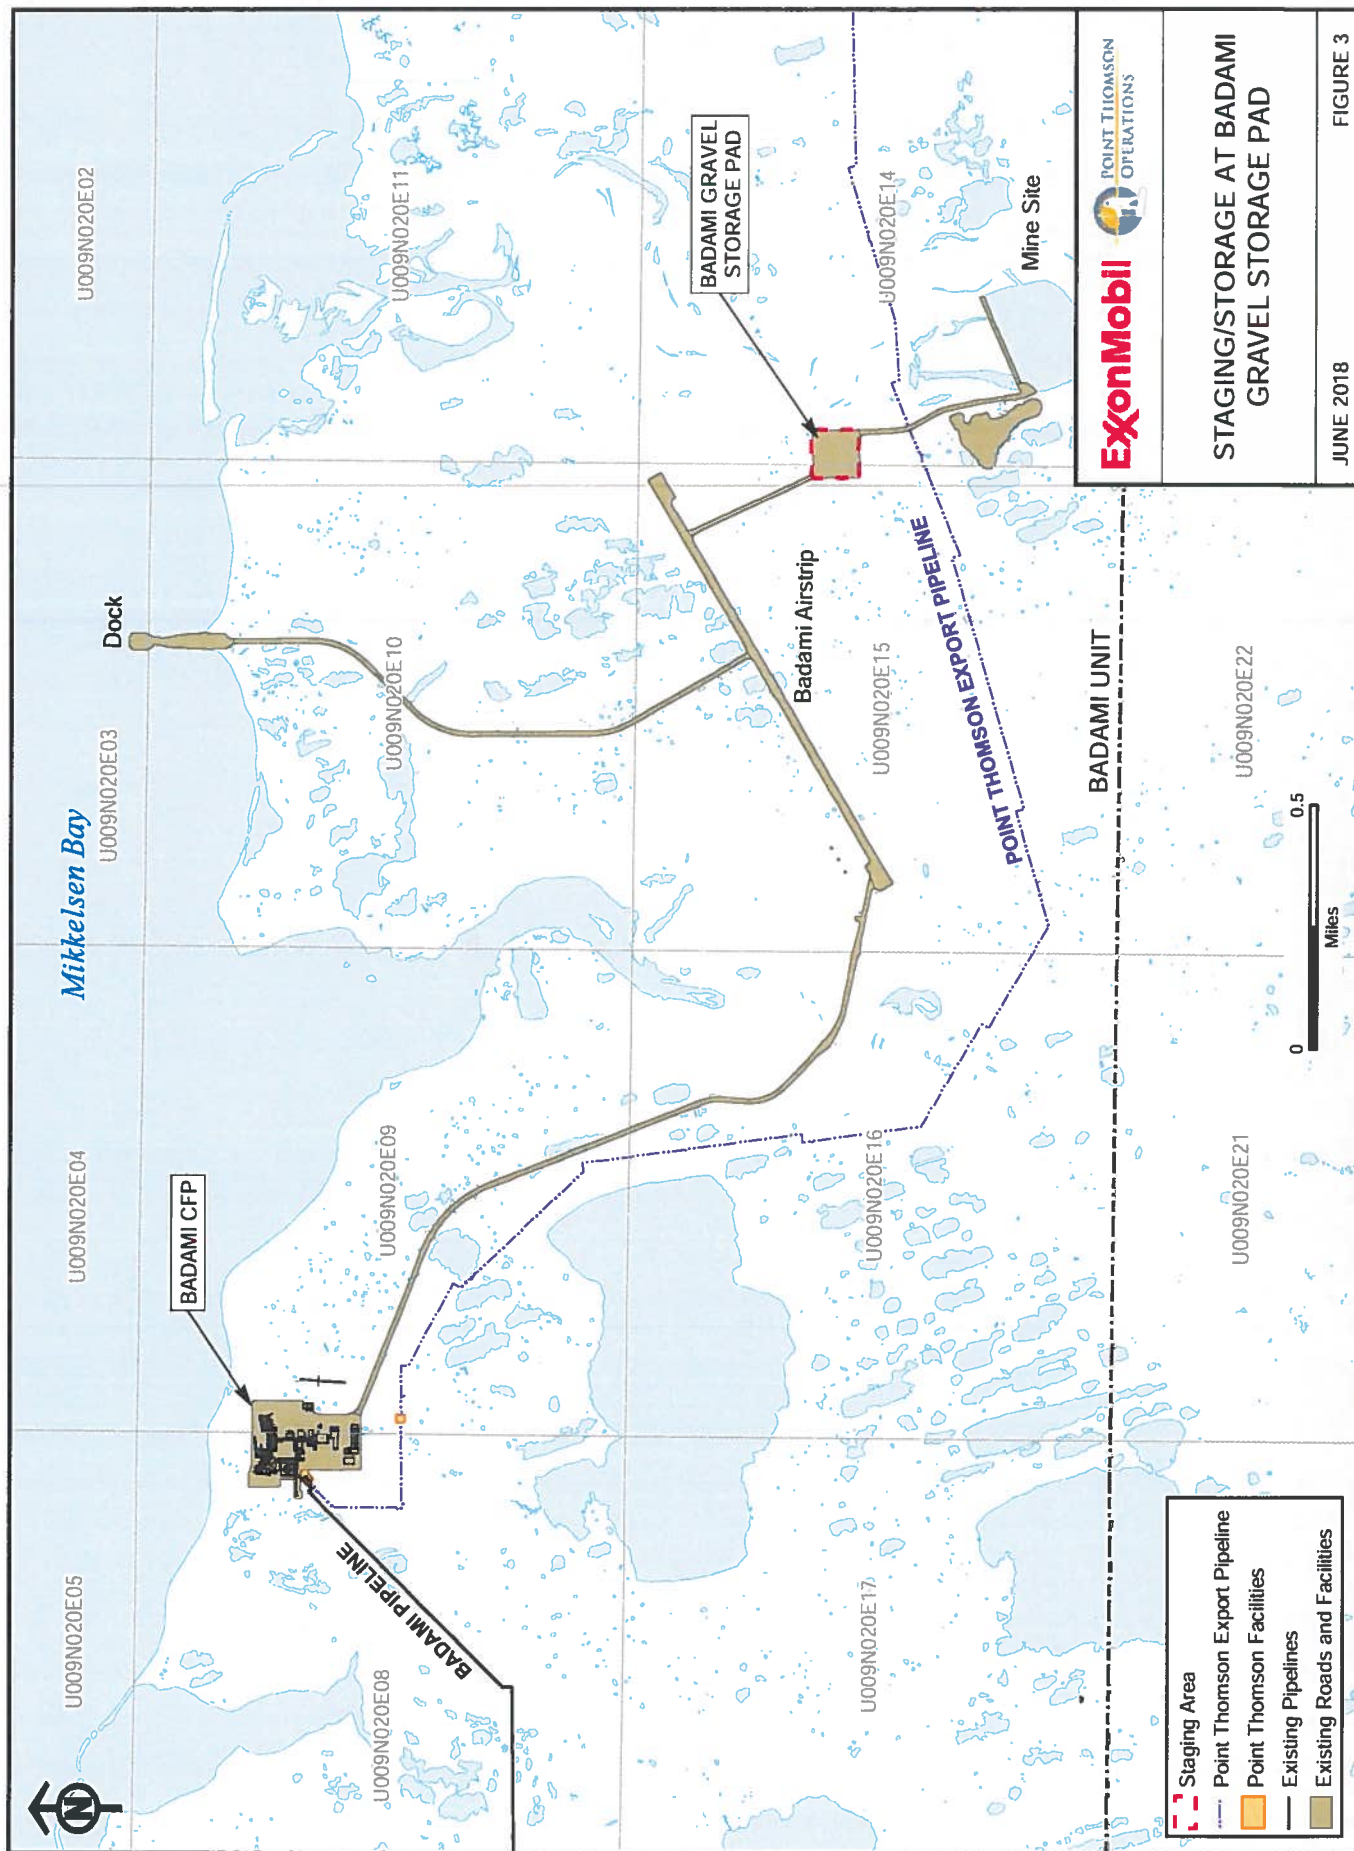 N
Mikkelsen Bay
U009N020E05
U009N020E04
U009N020E03
U009N020E02
Dock
BADAMI CFP
U009N020E08
U009N020E09
U009N020E10
U009N020E11
BADAMI PIPELINE
BADAMI GRAVEL
STORAGE PAD
Badami Airstrip
U009N020E17
U009N020E16
U009N020E15
U009N020E14
POINT THOMSON EXPORT PIPELINE
Mine Site
BADAMI UNIT
U009N020E21
U009N020E22
Staging Area
Point Thomson Export Pipeline
Point Thomson Facilities
Existing Pipelines
Existing Roads and Facilities
0
0.5
Miles
ExxonMobil
POINT THOMSON
OPERATIONS
STAGING/STORAGE AT BADAMI
GRAVEL STORAGE PAD
JUNE 2018
FIGURE 3